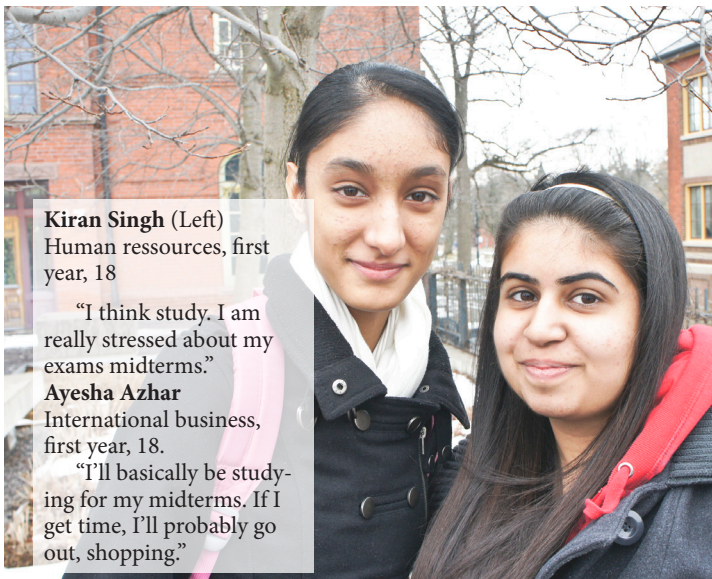 Kiran Singh (Left)
Human ressources, first
year, 18
“I think study. I am
really stressed about my
exams midterms.”
Ayesha Azhar
International business,
first year, 18.
“I’ll basically be study-
ing for my midterms. If I
get time, I’ll probably go
out, shopping.”